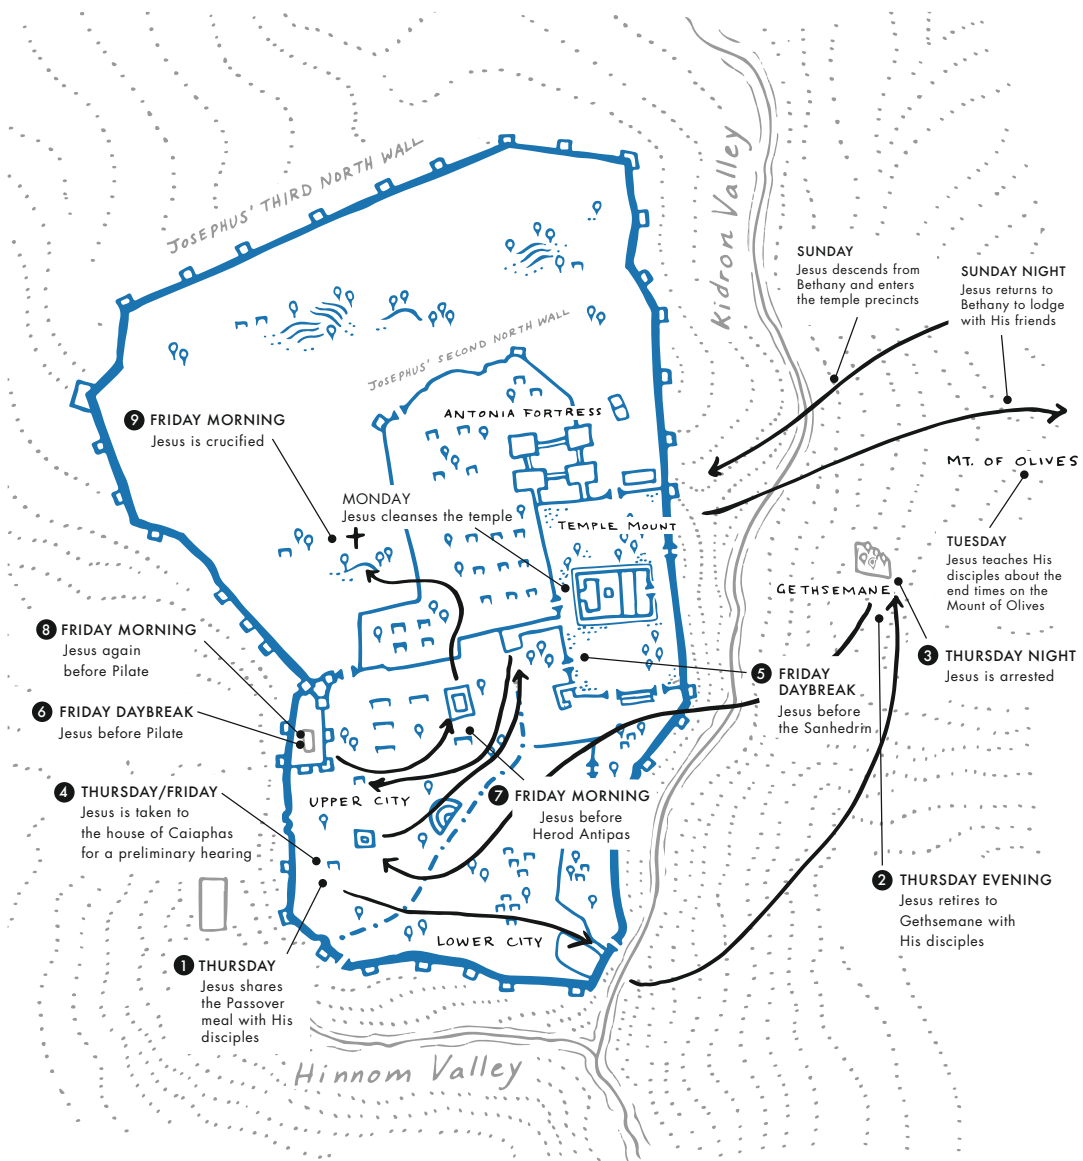 JOSEPHUS' THIRD NORTH WALL
Kidron Valley
SUNDAY
Jesus descends from
Bethany and enters
the temple precincts
SUNDAY NIGHT
Jesus returns to
Bethany to lodge
with His friends
JOSEPHUS' SECOND NORTH WALL
ANTONIA FORTRESS
9 FRIDAY MORNING
Jesus is crucified
MT. OF OLIVES
MONDAY
Jesus cleanses the temple
TEMPLE MOUNT
TUESDAY
Jesus teaches His
disciples about the
end times on the
Mount of Olives
GETHSEMANE
8 FRIDAY MORNING
Jesus again
before Pilate
3 THURSDAY NIGHT
Jesus is arrested
5 FRIDAY
DAYBREAK
Jesus before
the Sanhedrin
6 FRIDAY DAYBREAK
Jesus before Pilate
4 THURSDAY/FRIDAY
Jesus is taken to
the house of Caiaphas
for a preliminary hearing
UPPER CITY
7 FRIDAY MORNING
Jesus before
Herod Antipas
2 THURSDAY EVENING
Jesus retires to
Gethsemane with
His disciples
LOWER CITY
1 THURSDAY
Jesus shares
the Passover
meal with His
disciples
Hinnom Valley